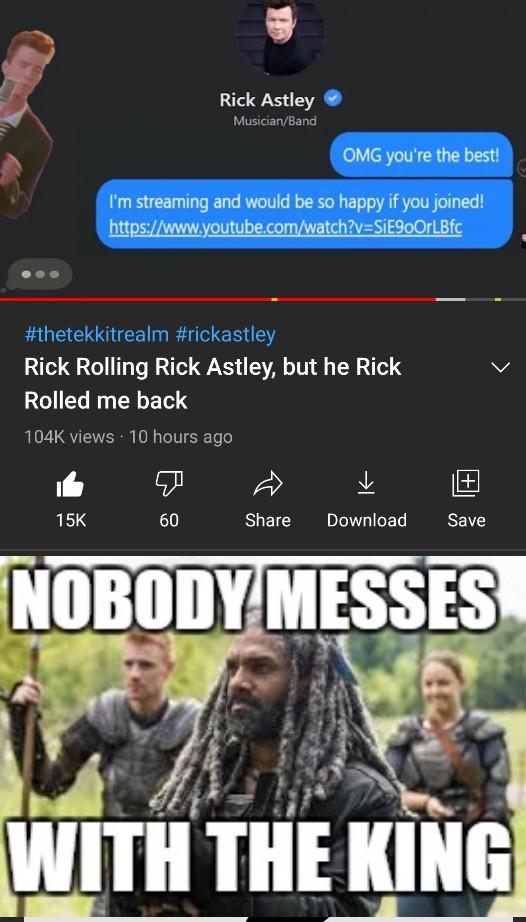 Rick Astley
Musician/Band
OMG you're the best!
I'm streaming and would be so happy if you joined!
https://www.youtube.com/watch?v=SiE9oOrLBfc
#thetekkitrealm #rickastley
Rick Rolling Rick Astley, but he Rick
Rolled me back
104K views · 10 hours ago
15K
60
Share
Download
Save
NOBODY MESSES
WITH THE KING